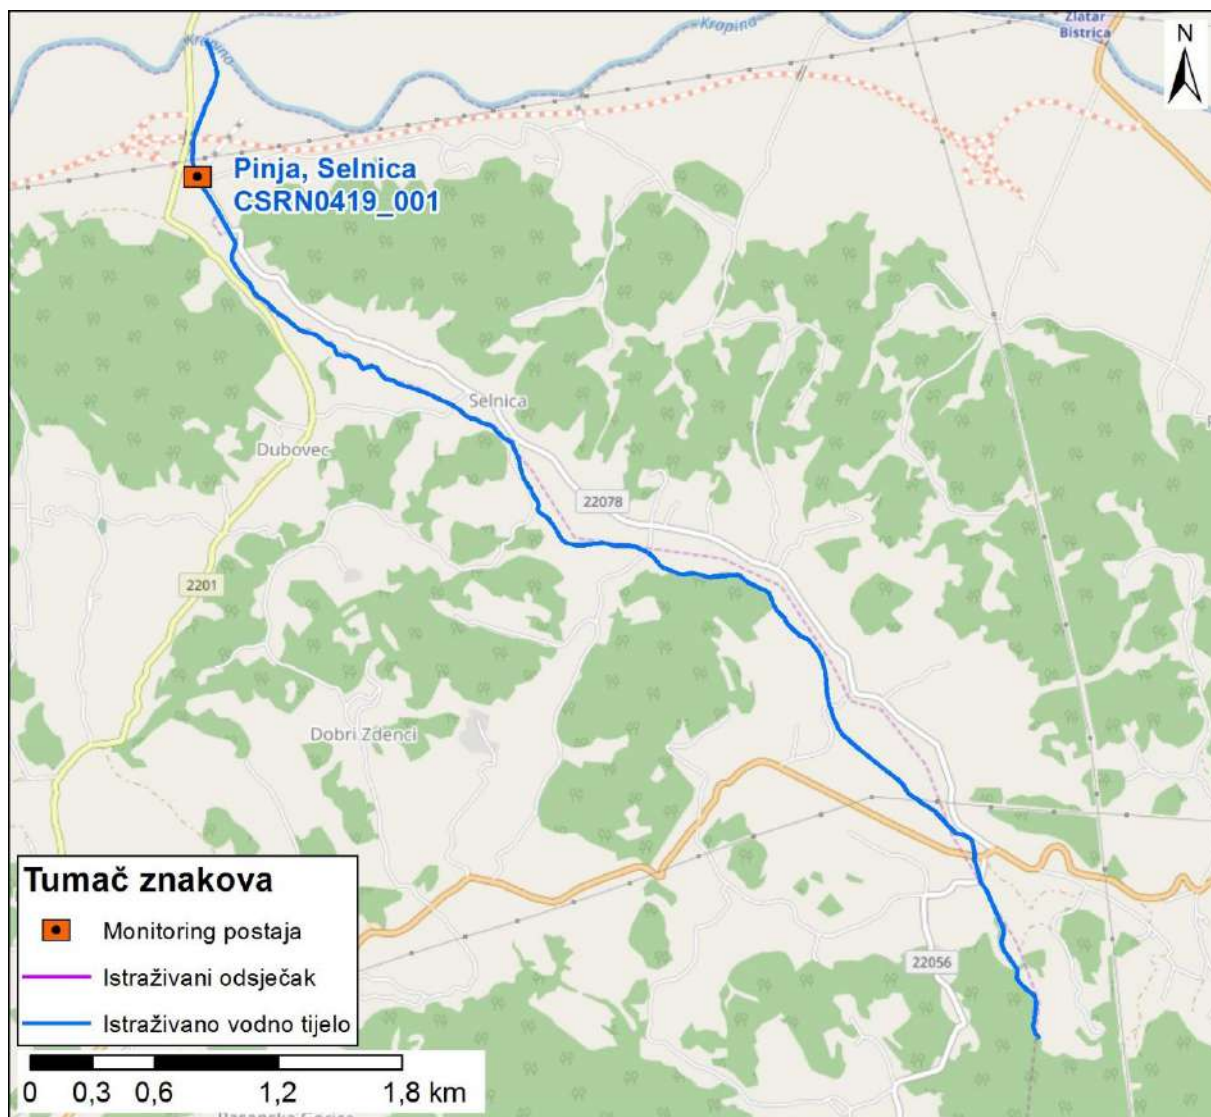 Zlatar
Bistrica
Krapina
Krapina
N
Pinja, Selnica
CSRN0419_001
Selnica
Dubovec
22078
2201
Dobri Zdenci
22056
Tumač znakova
Monitoring postaja
Istraživani odsječak
Istraživano vodno tijelo
0 0,3 0,6 1,2 1,8 km